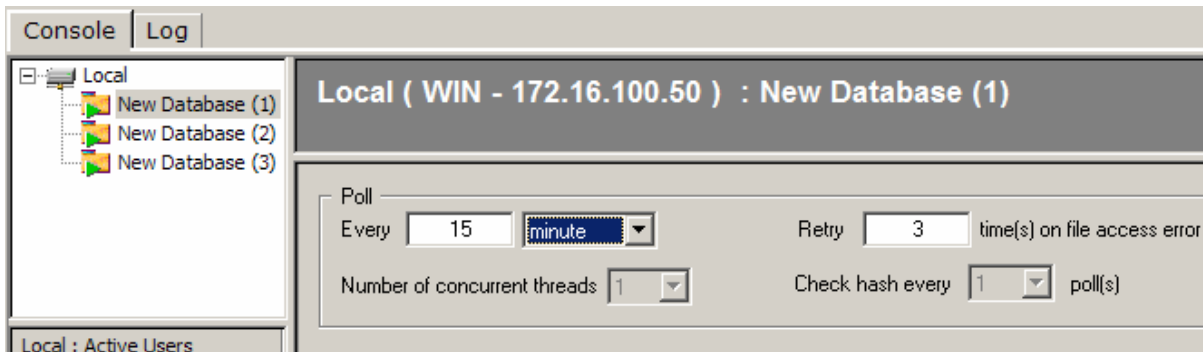 Console Log
Local
New Database (1)
New Database (2)
New Database (3)
Local : Active Users
Local ( WIN - 172.16.100.50 ) : New Database (1)
Poll
Every 15 minute Retry 3 time(s) on file access error
Number of concurrent threads 1 Check hash every 1 poll(s)